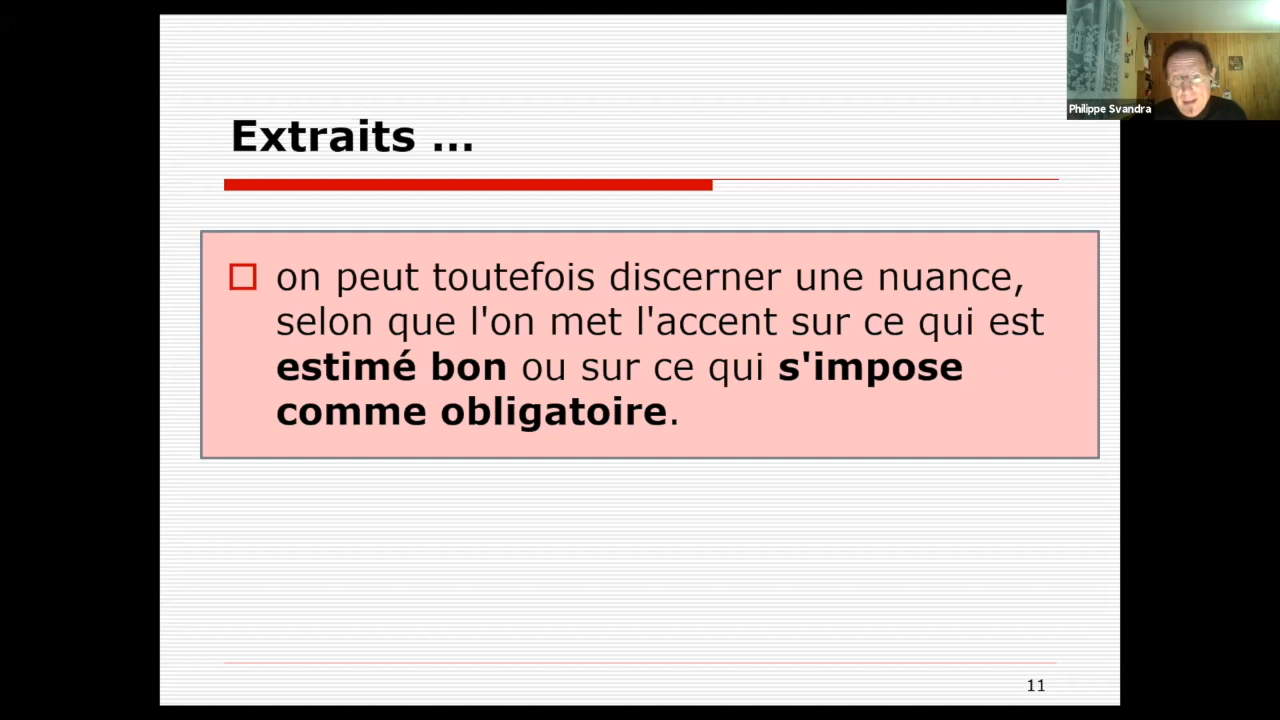 Philippe Svandra
Extraits ...
on peut toutefois discerner une nuance,
selon que l'on met l'accent sur ce qui est
estimé bon ou sur ce qui s'impose
comme obligatoire.
11